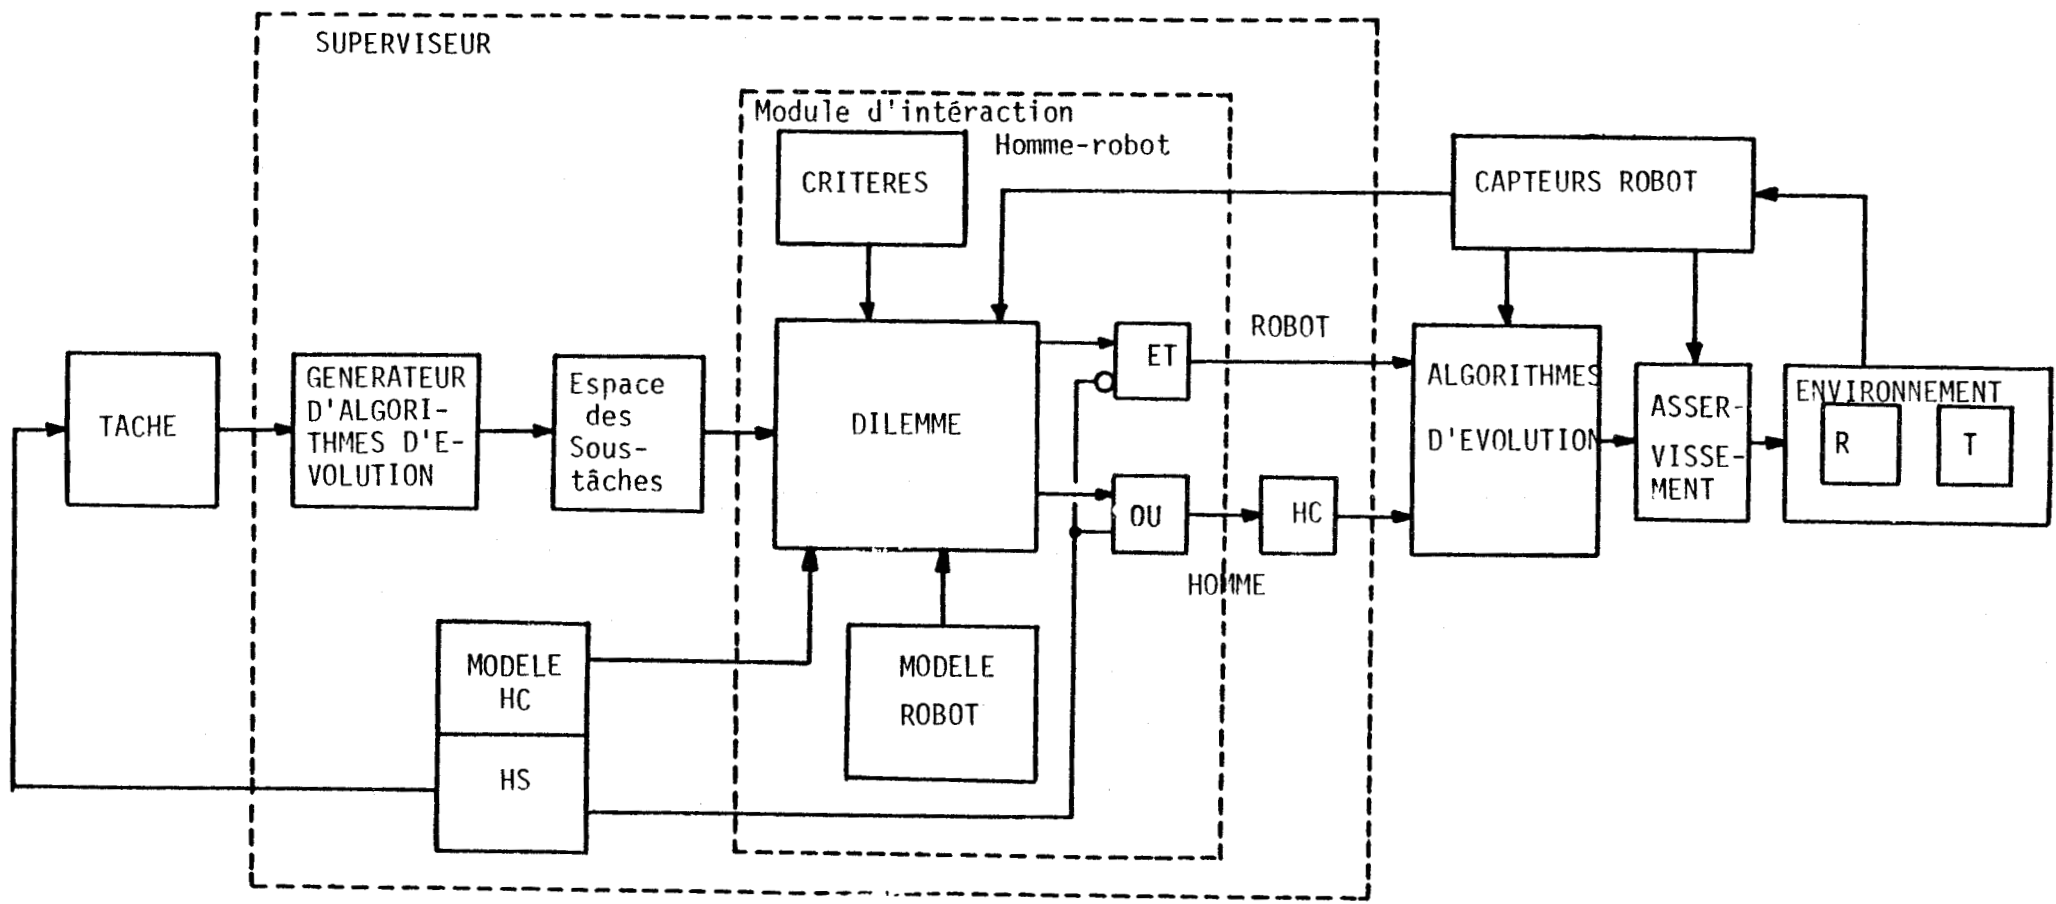 SUPERVISEUR
Module d'intéraction
Homme-robot
CRITERES
CAPTEURS ROBOT
TACHE
GENERATEUR
D'ALGORI-
THMES D'E-
VOLUTION
Espace
des
Sous-
tâches
DILEMME
ET
ROBOT
OU
HOMME
HC
ALGORITHMES
D'EVOLUTION
ASSER-
VISSE-
MENT
ENVIRONNEMENT
R
T
MODELE
HC
HS
MODELE
ROBOT